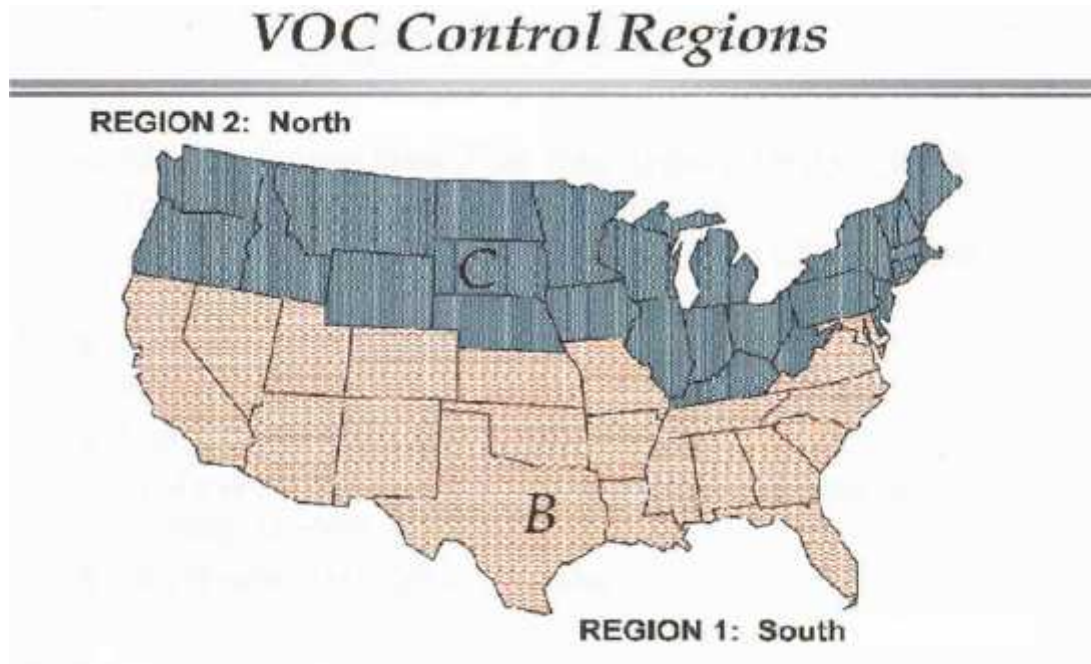 VOC Control Regions
REGION 2: North
C
B
REGION 1: South